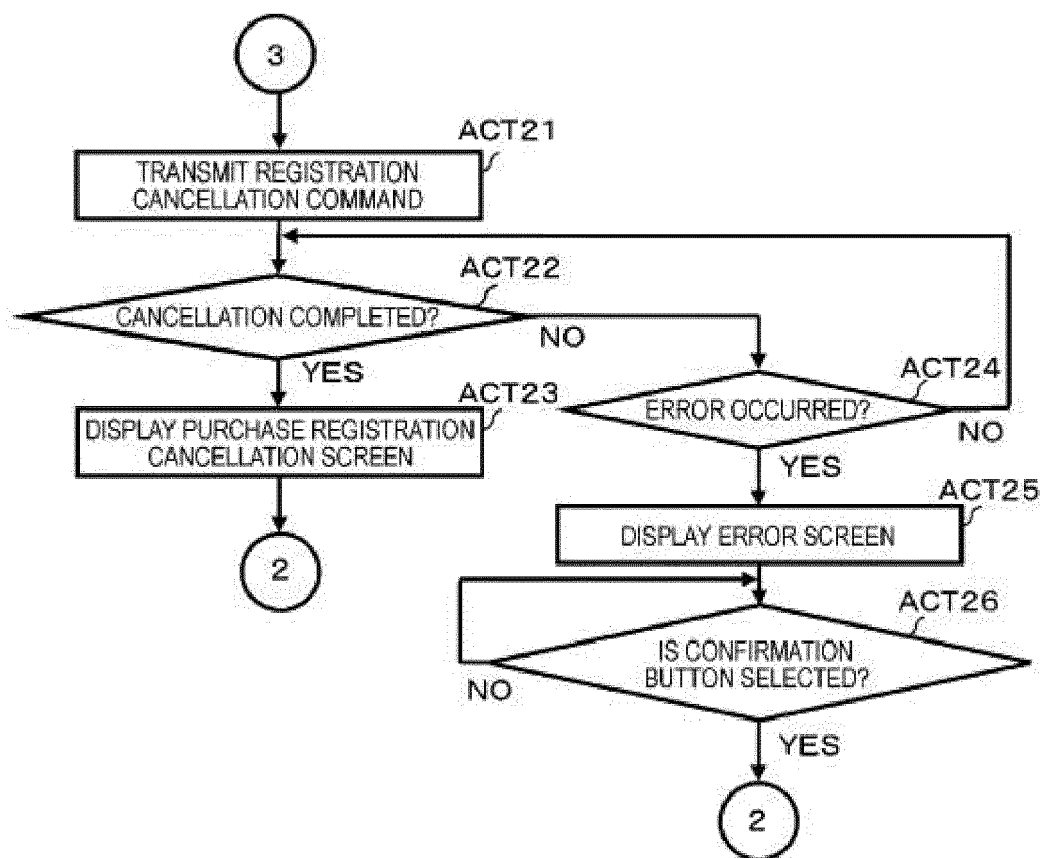 3
ACT21
TRANSMIT REGISTRATION
CANCELLATION COMMAND
ACT22
CANCELLATION COMPLETED?
NO
YES
ACT23
DISPLAY PURCHASE REGISTRATION
CANCELLATION SCREEN
2
ACT24
ERROR OCCURRED?
NO
YES
ACT25
DISPLAY ERROR SCREEN
ACT26
IS CONFIRMATION
BUTTON SELECTED?
NO
YES
2